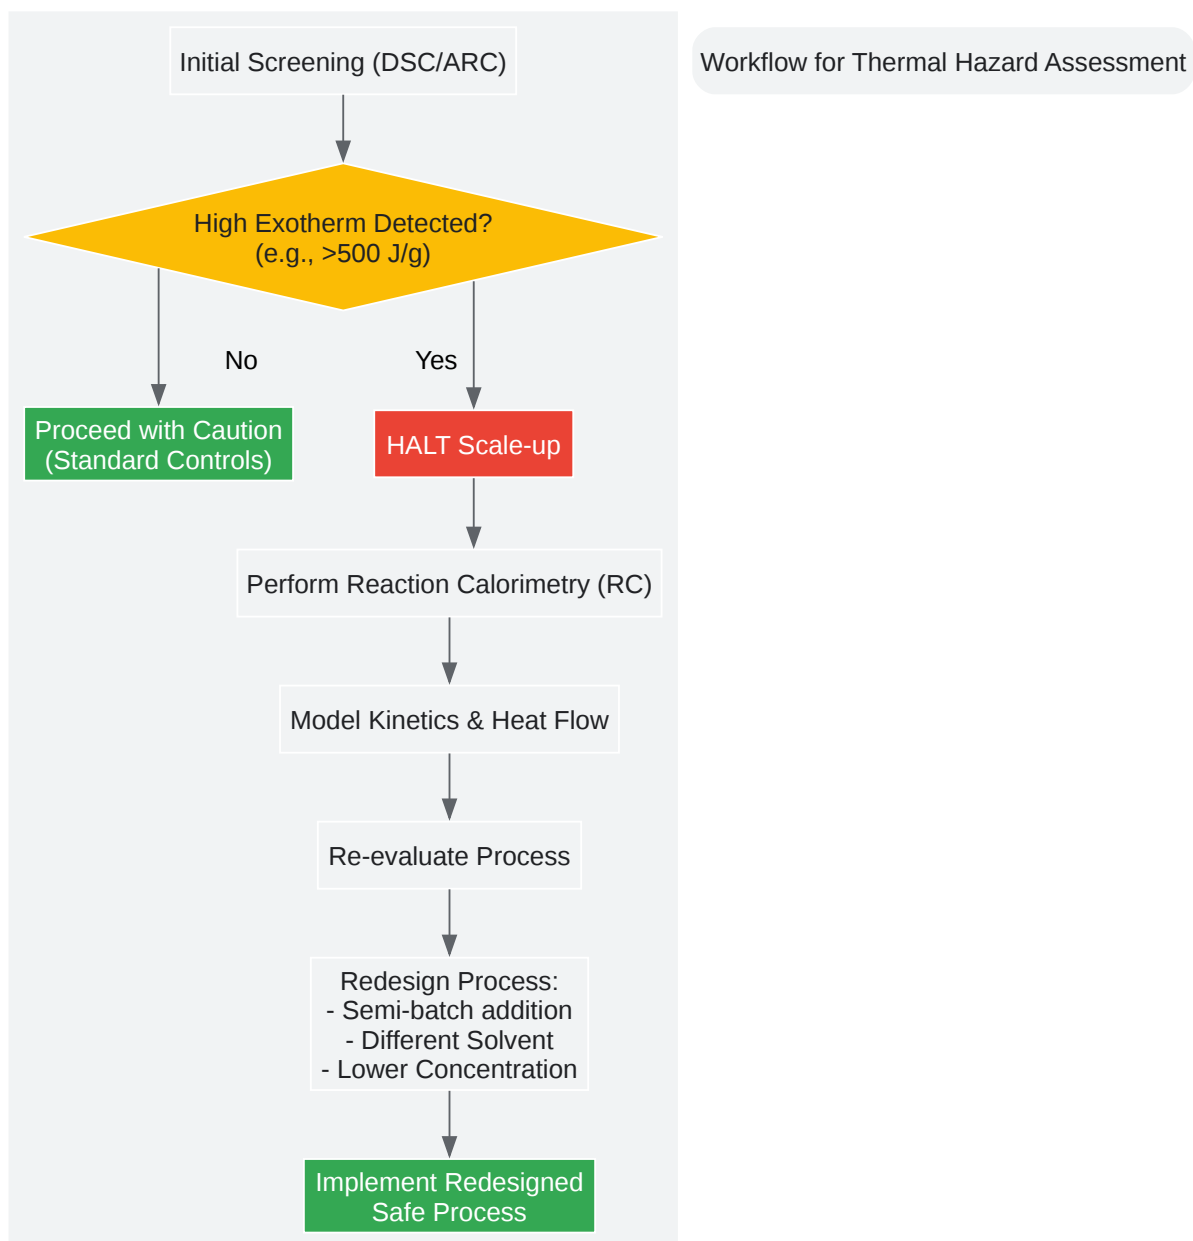 Initial Screening (DSC/ARC)
Workflow for Thermal Hazard Assessment
High Exotherm Detected?
(e.g., >500 J/g)
No
Yes
Proceed with Caution
(Standard Controls)
HALT Scale-up
Perform Reaction Calorimetry (RC)
Model Kinetics & Heat Flow
Re-evaluate Process
Redesign Process:
- Semi-batch addition
- Different Solvent
- Lower Concentration
Implement Redesigned
Safe Process